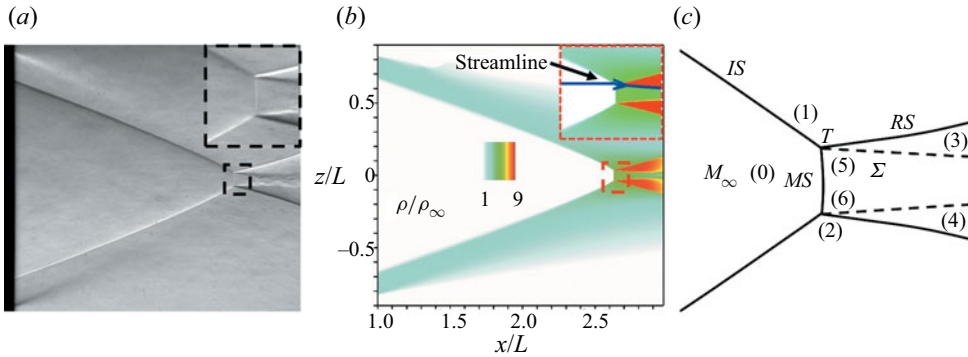 (a)
(b)
(c)
Streamline
0.5
z/L
0
−0.5
ρ/ρ∞
1
9
1.0
1.5
2.0
2.5
x/L
IS
(1)
T
RS
(3)
M∞
(0)
MS
(5)
Σ
(6)
(2)
(4)